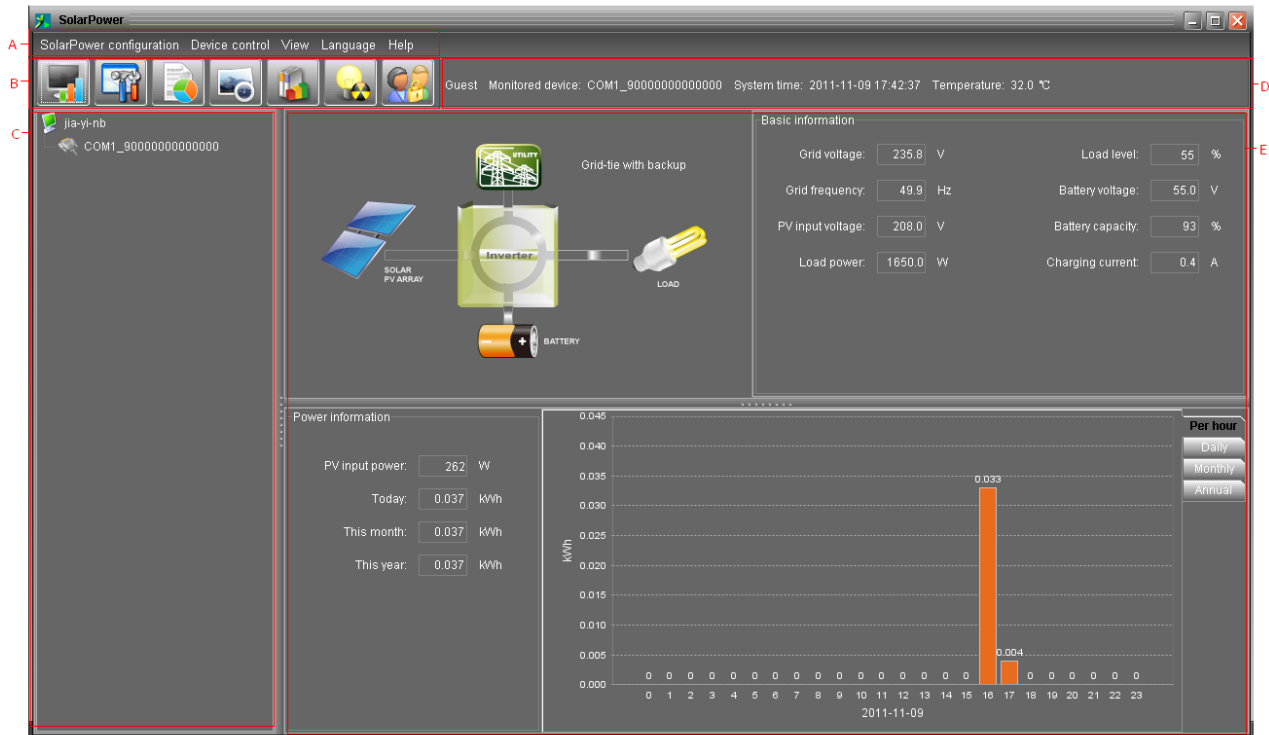 SolarPower
A
SolarPower configuration Device control View Language Help
B
Guest Monitored device: COM1_90000000000000 System time: 2011-11-09 17:42:37 Temperature: 32.0 ℃
D
C
jia-yi-nb
COM1_90000000000000
UTILITY
Grid-tie with backup
Inverter
SOLAR
PV ARRAY
LOAD
BATTERY
E
Basic information
Grid voltage: 235.8 V
Load level: 55 %
Grid frequency: 49.9 Hz
Battery voltage: 55.0 V
PV input voltage: 208.0 V
Battery capacity: 93 %
Load power: 1650.0 W
Charging current: 0.4 A
Power information
PV input power: 262 W
Today: 0.037 kWh
This month: 0.037 kWh
This year: 0.037 kWh
kWh
0.045
0.040
0.035
0.030
0.025
0.020
0.015
0.010
0.005
0.000
0.033
0.004
0 0 0 0 0 0 0 0 0 0 0 0 0 0 0 0 0 0 0 0 0 0
0 1 2 3 4 5 6 7 8 9 10 11 12 13 14 15 16 17 18 19 20 21 22 23
2011-11-09
Per hour
Daily
Monthly
Annual